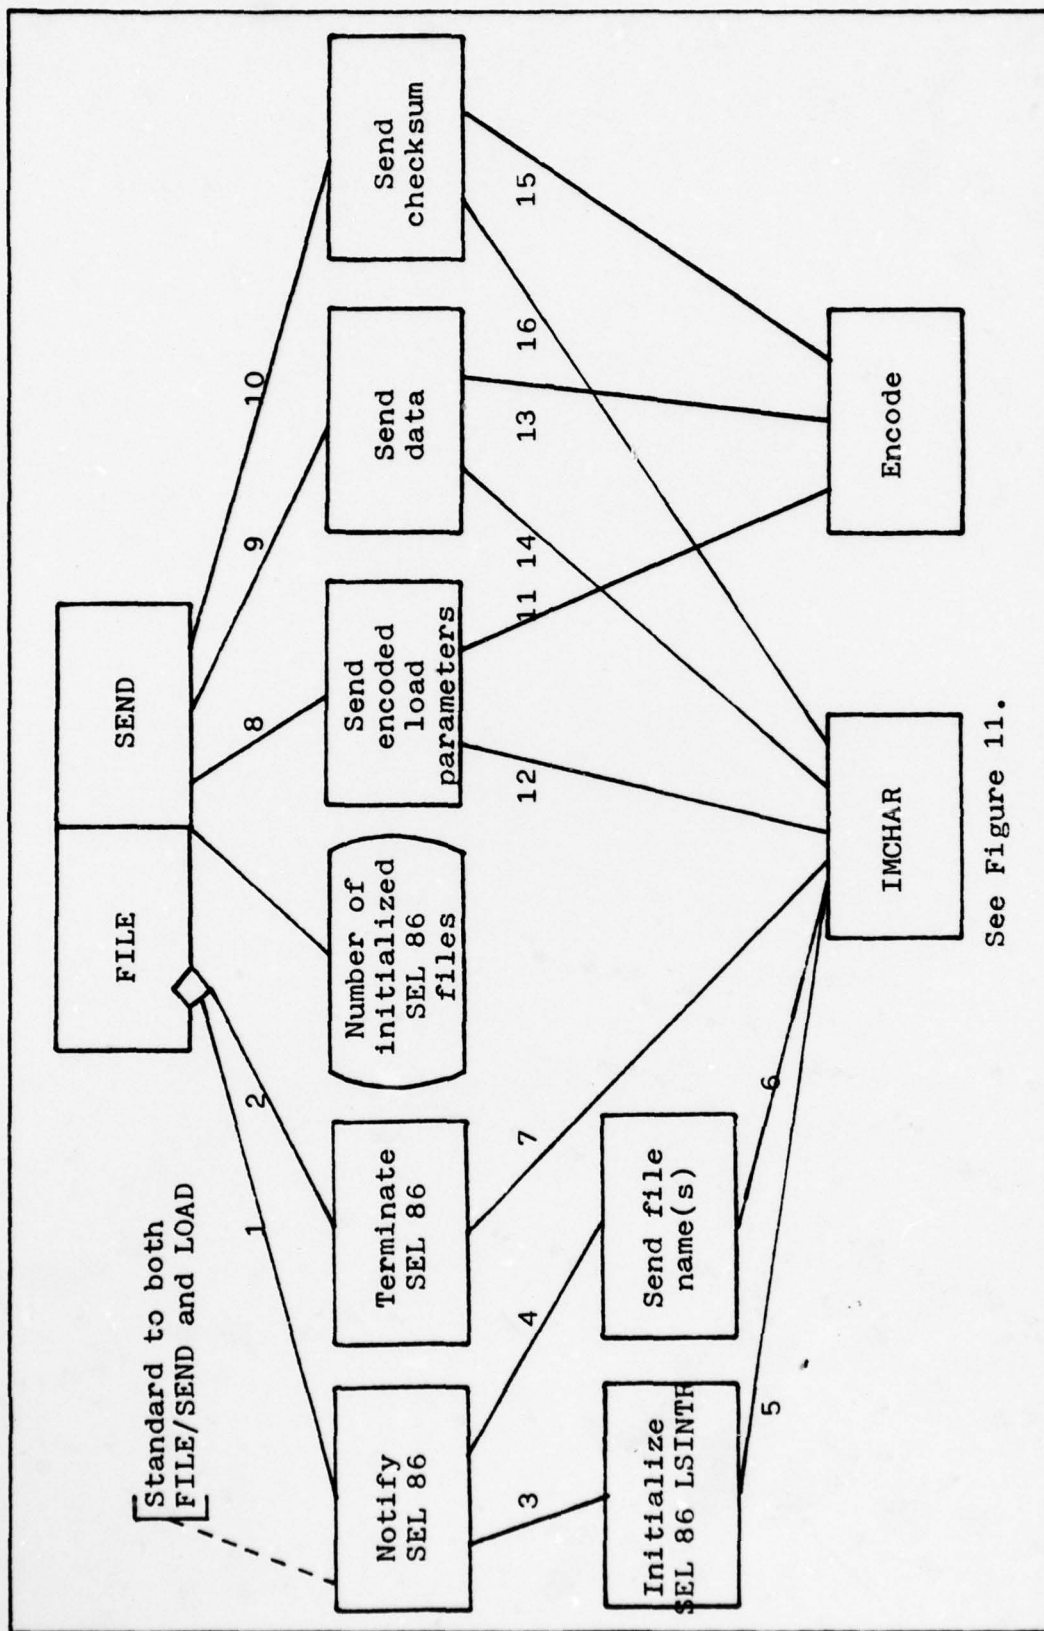 Standard to both
FILE/SEND and LOAD
FILE
SEND
1
2
8
9
10
Notify
SEL 86
Terminate
SEL 86
Number of
initialized
SEL 86
files
Send
encoded
load
parameters
Send
data
Send
checksum
3
4
7
12
11
14
13
16
15
Initialize
SEL 86 LSINTR
Send file
name(s)
5
6
IMCHAR
Encode
See Figure 11.